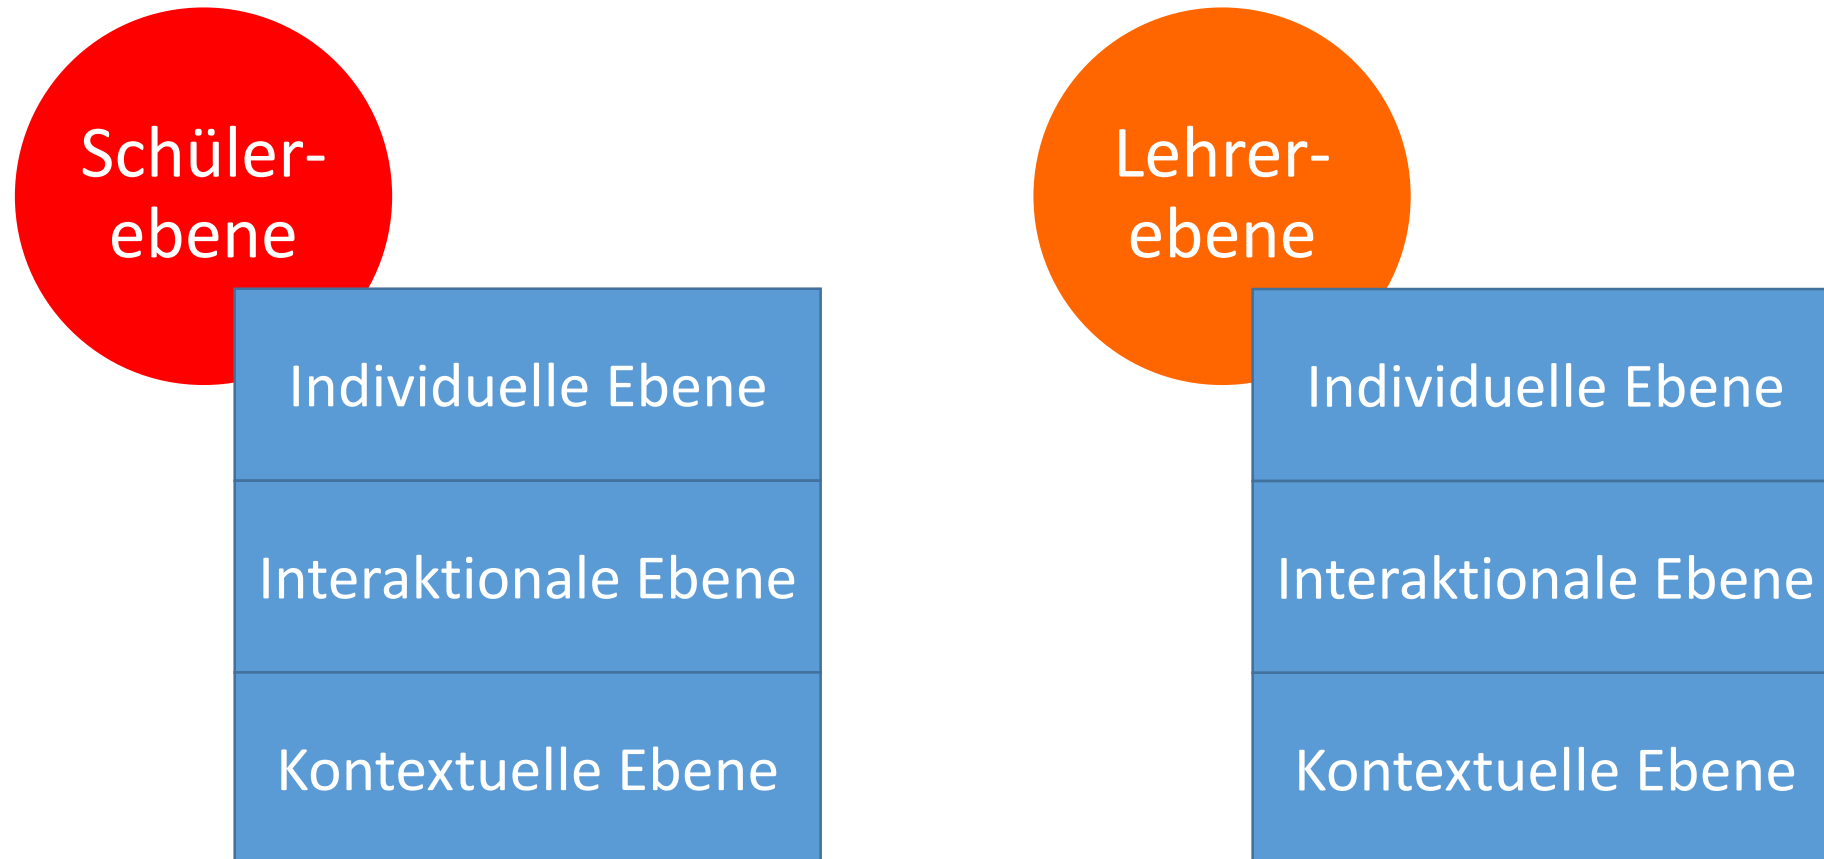 Schüler-
ebene
Individuelle Ebene
Interaktionale Ebene
Kontextuelle Ebene
Lehrer-
ebene
Individuelle Ebene
Interaktionale Ebene
Kontextuelle Ebene